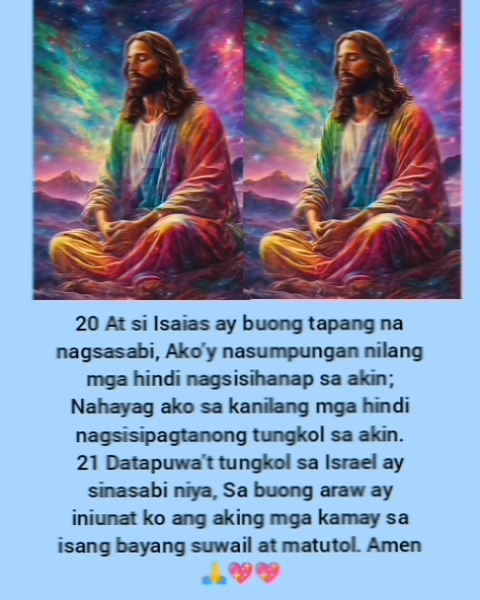 20 At si Isaias ay buong tapang na
nagsasabi, Ako'y nasumpungan nilang
mga hindi nagsisihanap sa akin;
Nahayag ako sa kanilang mga hindi
nagsisipagtanong tungkol sa akin.
21 Datapuwa't tungkol sa Israel ay
sinasabi niya, Sa buong araw ay
iniunat ko ang aking mga kamay sa
isang bayang suwail at matutol. Amen
🙏💖💖